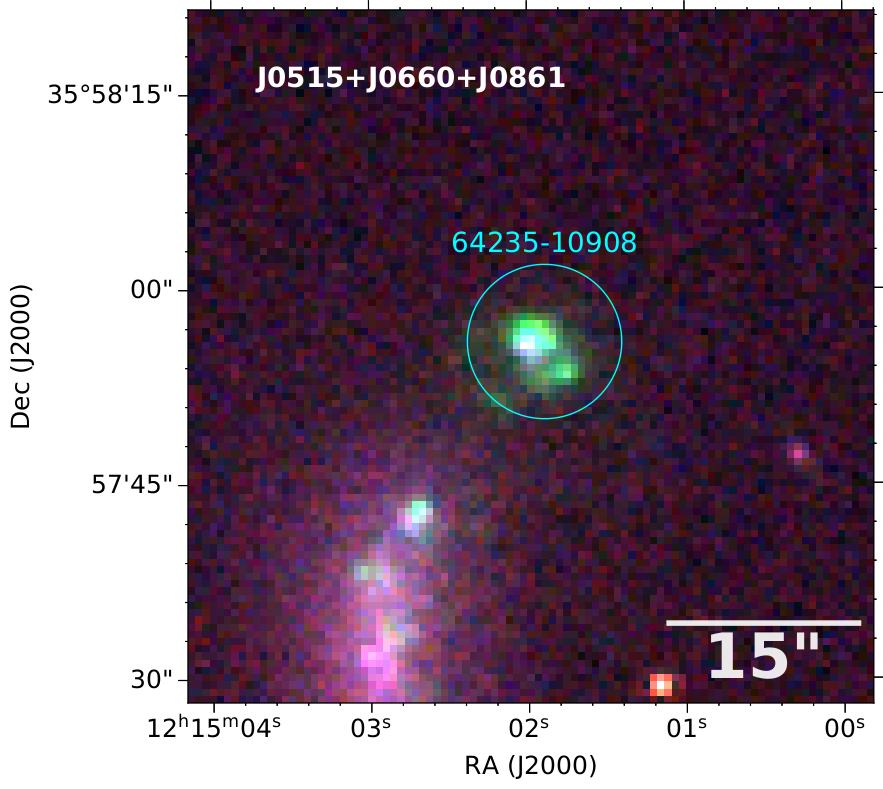 J0515+J0660+J0861
35°58'15"
64235-10908
00"
Dec (J2000)
57'45"
15"
30"
12ʰ15ᵐ04ˢ 03ˢ 02ˢ 01ˢ 00ˢ
RA (J2000)